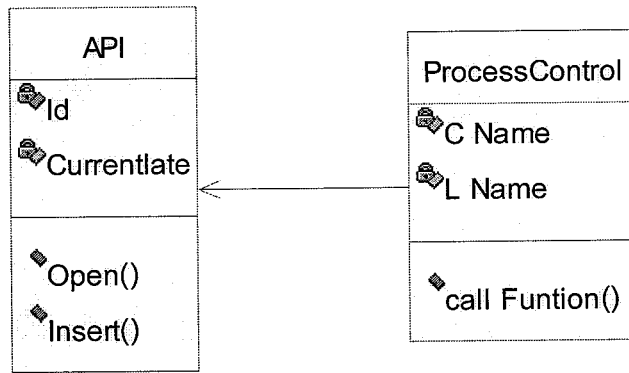 API
Id
Currentlate
Open()
Insert()
ProcessControl
C Name
L Name
call Funtion()